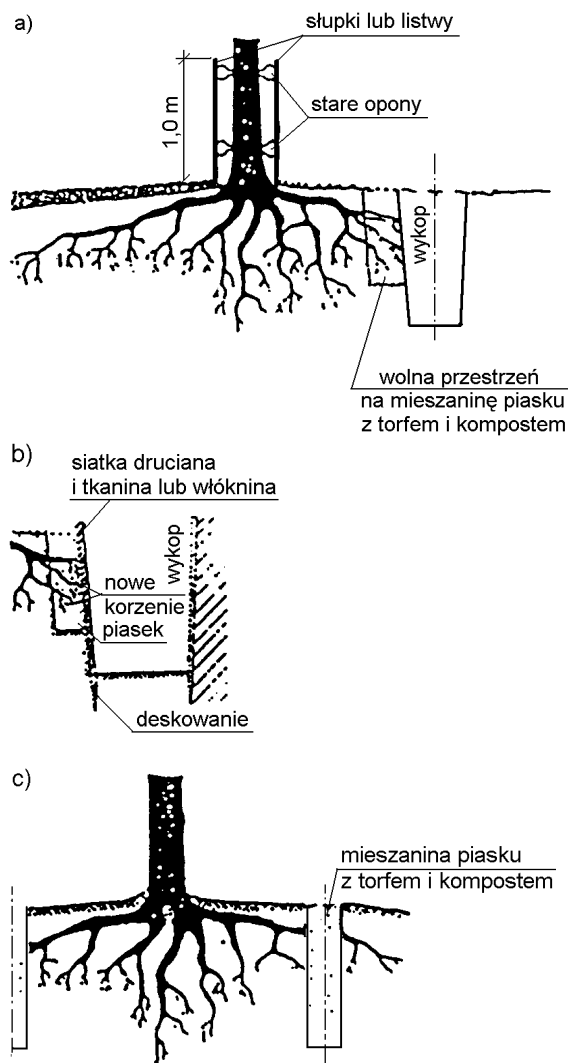 a)
słupki lub listwy
stare opony
1,0 m
wykop
wolna przestrzeń
na mieszaninę piasku
z torfem i kompostem
b)
siatka druciana
i tkanina lub włóknina
wykop
nowe
korzenie
piasek
deskowanie
c)
mieszanina piasku
z torfem i kompostem